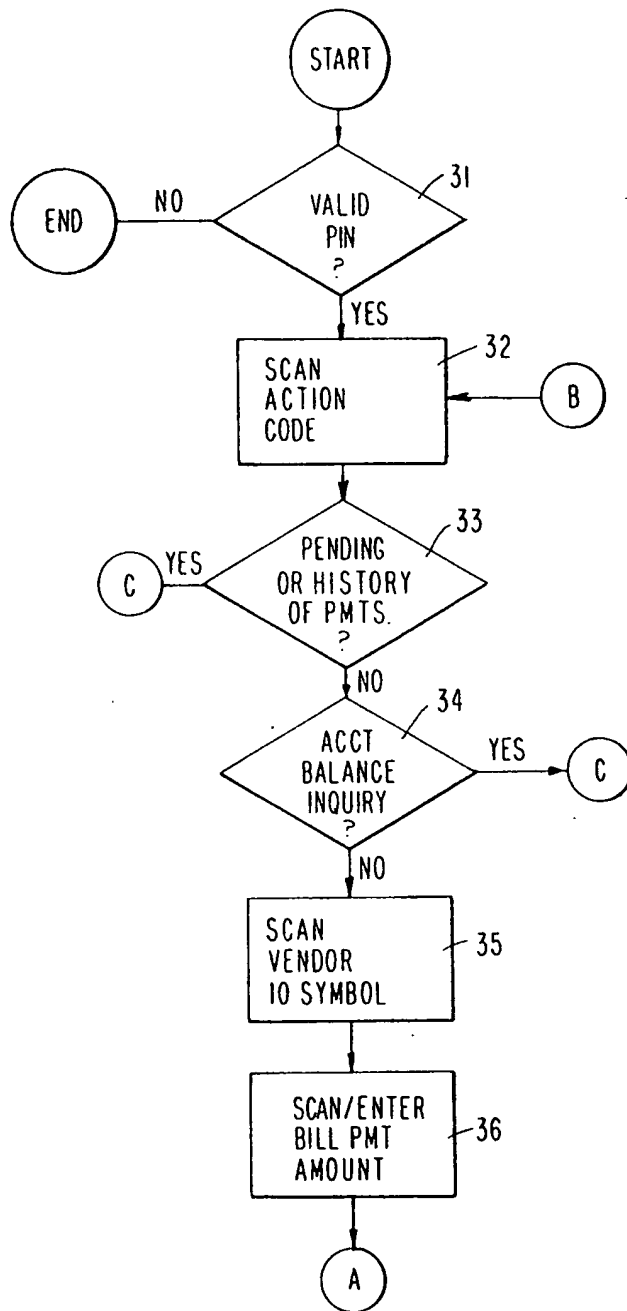 START
31
NO
END
VALID
PIN
?
YES
32
SCAN
ACTION
CODE
B
33
YES
C
PENDING
OR HISTORY
OF PMTS.
?
NO
34
ACCT
BALANCE
INQUIRY
?
YES
C
NO
SCAN
VENDOR
ID SYMBOL
35
SCAN/ENTER
BILL PMT
AMOUNT
36
A